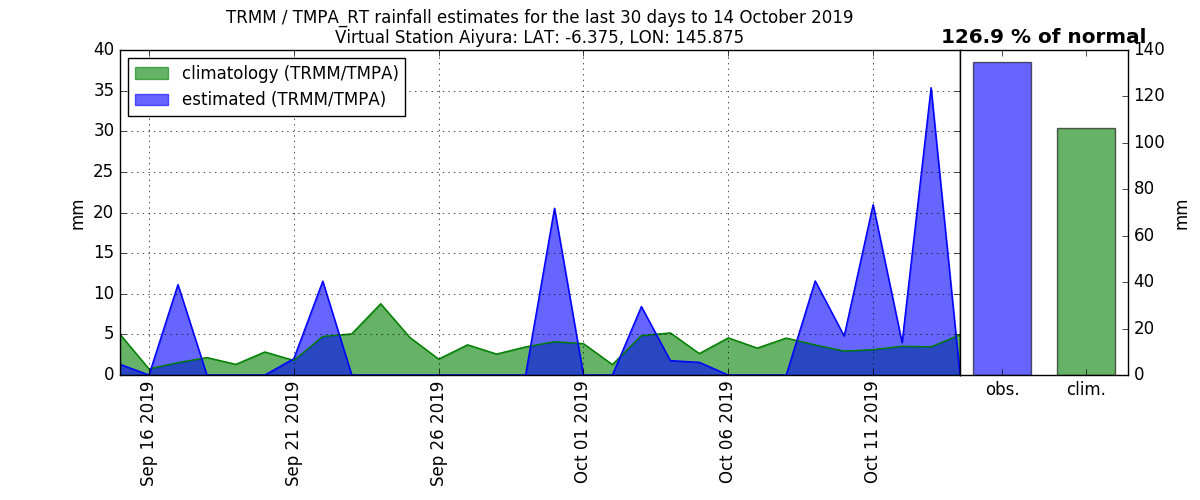 TRMM / TMPA_RT rainfall estimates for the last 30 days to 14 October 2019
Virtual Station Aiyura: LAT: -6.375, LON: 145.875
126.9 % of normal
climatology (TRMM/TMPA)
estimated (TRMM/TMPA)
40
35
30
25
20
15
10
5
0
mm
Sep 16 2019
Sep 21 2019
Sep 26 2019
Oct 01 2019
Oct 06 2019
Oct 11 2019
140
120
100
80
60
40
20
0
mm
obs.
clim.